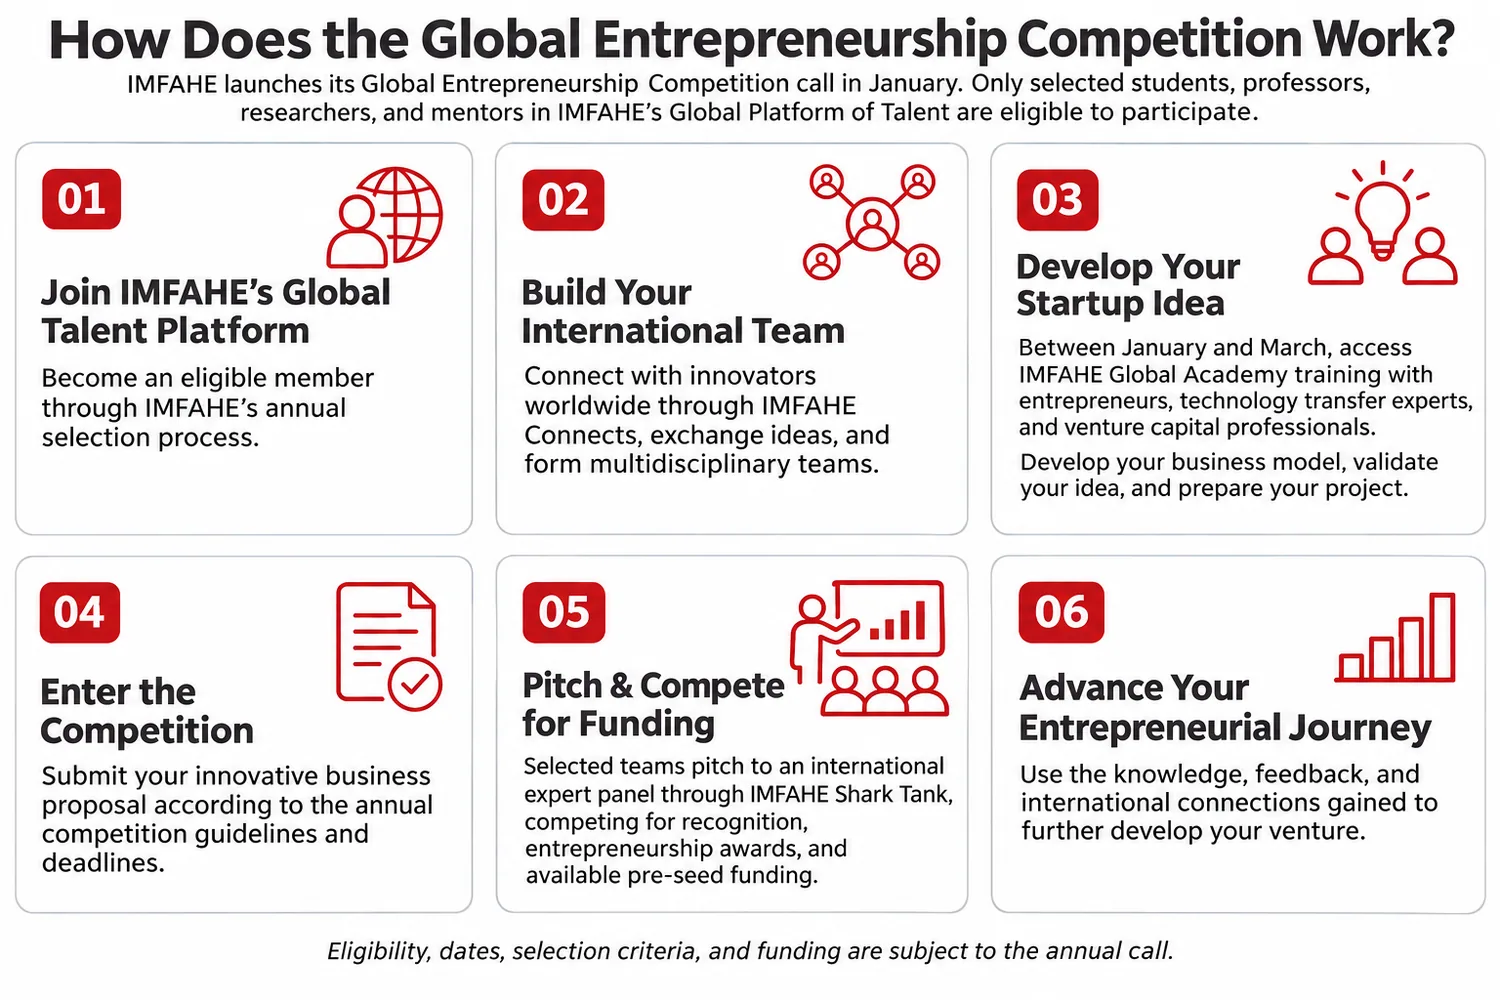 How Does the Global Entrepreneurship Competition Work?
IMFAHE launches its Global Entrepreneurship Competition call in January. Only selected students, professors,
researchers, and mentors in IMFAHE’s Global Platform of Talent are eligible to participate.
01
Join IMFAHE’s Global
Talent Platform
Become an eligible member
through IMFAHE’s annual
selection process.
02
Build Your
International Team
Connect with innovators
worldwide through IMFAHE
Connects, exchange ideas, and
form multidisciplinary teams.
03
Develop Your
Startup Idea
Between January and March, access
IMFAHE Global Academy training with
entrepreneurs, technology transfer experts,
and venture capital professionals.
Develop your business model, validate
your idea, and prepare your project.
04
Enter the
Competition
Submit your innovative business
proposal according to the annual
competition guidelines and
deadlines.
05
Pitch & Compete
for Funding
Selected teams pitch to an international
expert panel through IMFAHE Shark Tank,
competing for recognition,
entrepreneurship awards, and
available pre-seed funding.
06
Advance Your
Entrepreneurial Journey
Use the knowledge, feedback, and
international connections gained to
further develop your venture.
Eligibility, dates, selection criteria, and funding are subject to the annual call.